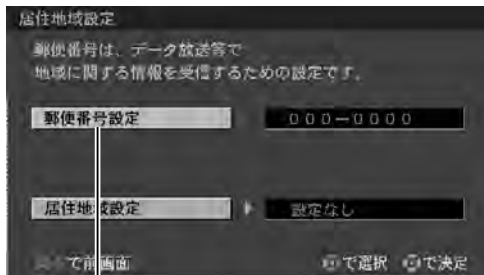 居住地域設定
郵便番号は、データ放送等で
地域に関する情報を受信するための設定です。
郵便番号設定
000-0000
居住地域設定
設定なし
で前画面
で選択 で決定